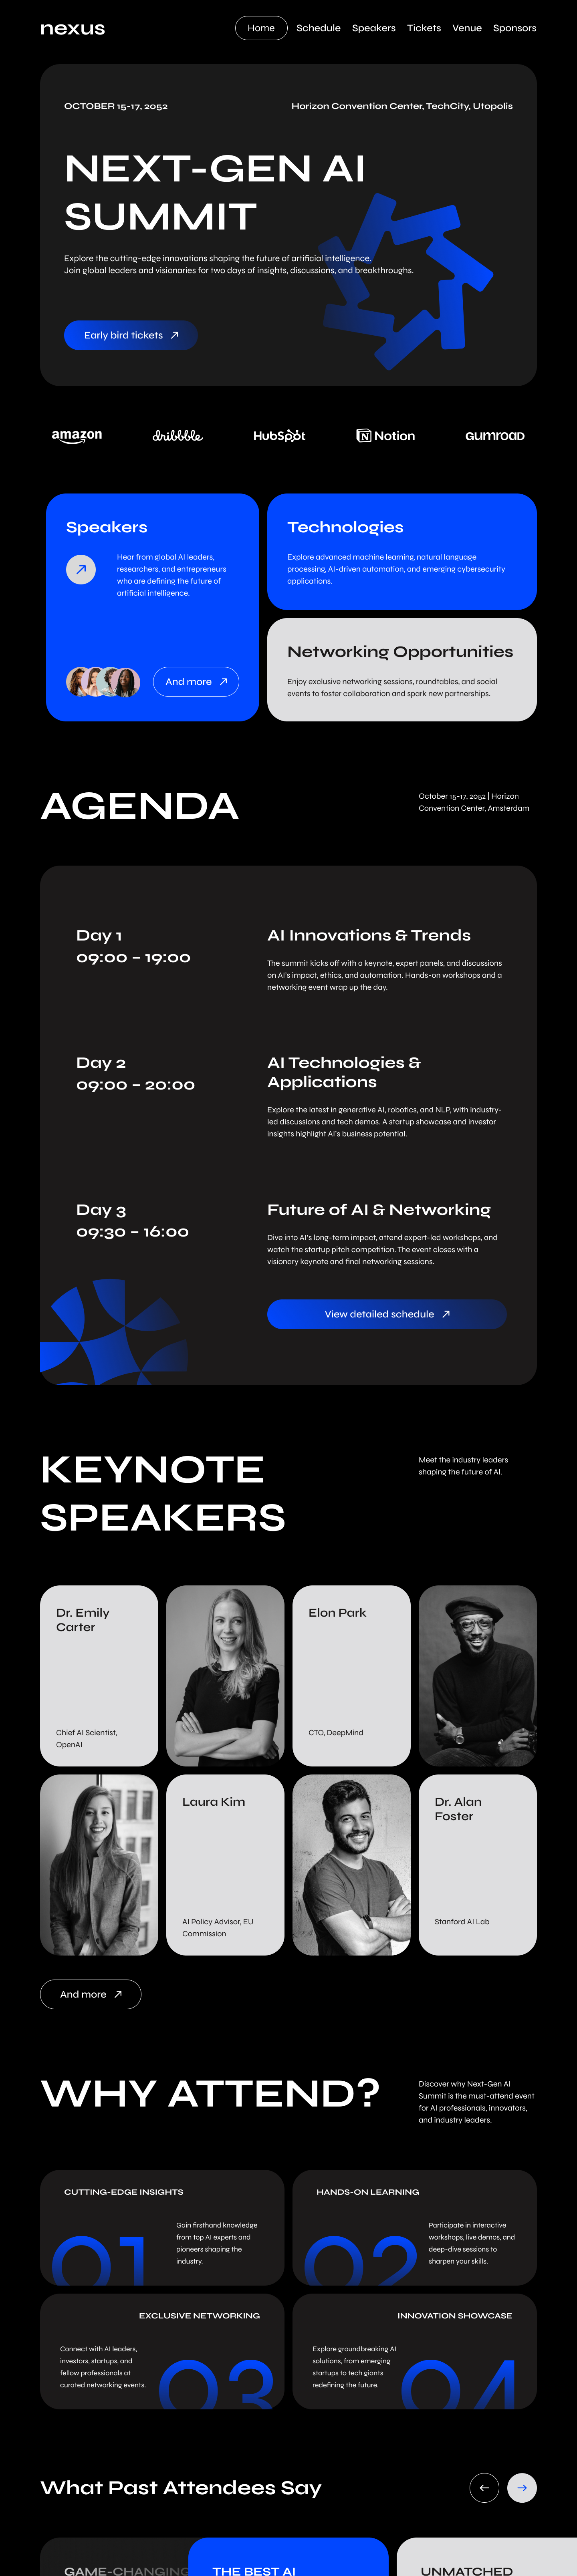 nexus
Home Schedule Speakers Tickets Venue Sponsors
OCTOBER 15-17, 2052
Horizon Convention Center, TechCity, Utopolis
NEXT-GEN AI
SUMMIT
Explore the cutting-edge innovations shaping the future of artificial intelligence.
Join global leaders and visionaries for two days of insights, discussions, and breakthroughs.
Early bird tickets
amazon
dribbble
HubSpot
Notion
GUMROAD
Speakers
Hear from global AI leaders,
researchers, and entrepreneurs
who are defining the future of
artificial intelligence.
And more
Technologies
Explore advanced machine learning, natural language
processing, AI-driven automation, and emerging cybersecurity
applications.
Networking Opportunities
Enjoy exclusive networking sessions, roundtables, and social
events to foster collaboration and spark new partnerships.
AGENDA
October 15-17, 2052 | Horizon
Convention Center, Amsterdam
Day 1
09:00 – 19:00
AI Innovations & Trends
The summit kicks off with a keynote, expert panels, and discussions
on AI's impact, ethics, and automation. Hands-on workshops and a
networking event wrap up the day.
Day 2
09:00 – 20:00
AI Technologies &
Applications
Explore the latest in generative AI, robotics, and NLP, with industry-
led discussions and tech demos. A startup showcase and investor
insights highlight AI's business potential.
Day 3
09:30 – 16:00
Future of AI & Networking
Dive into AI's long-term impact, attend expert-led workshops, and
watch the startup pitch competition. The event closes with a
visionary keynote and final networking sessions.
View detailed schedule
KEYNOTE
SPEAKERS
Meet the industry leaders
shaping the future of AI.
Dr. Emily
Carter
Chief AI Scientist,
OpenAI
Elon Park
CTO, DeepMind
Laura Kim
AI Policy Advisor, EU
Commission
Dr. Alan
Foster
Stanford AI Lab
And more
WHY ATTEND?
Discover why Next-Gen AI
Summit is the must-attend event
for AI professionals, innovators,
and industry leaders.
CUTTING-EDGE INSIGHTS
01
Gain firsthand knowledge
from top AI experts and
pioneers shaping the
industry.
HANDS-ON LEARNING
02
Participate in interactive
workshops, live demos, and
deep-dive sessions to
sharpen your skills.
EXCLUSIVE NETWORKING
Connect with AI leaders,
investors, startups, and
fellow professionals at
curated networking events.
03
INNOVATION SHOWCASE
Explore groundbreaking AI
solutions, from emerging
startups to tech giants
redefining the future.
04
What Past Attendees Say
GAME-CHANGING
THE BEST AI
UNMATCHED